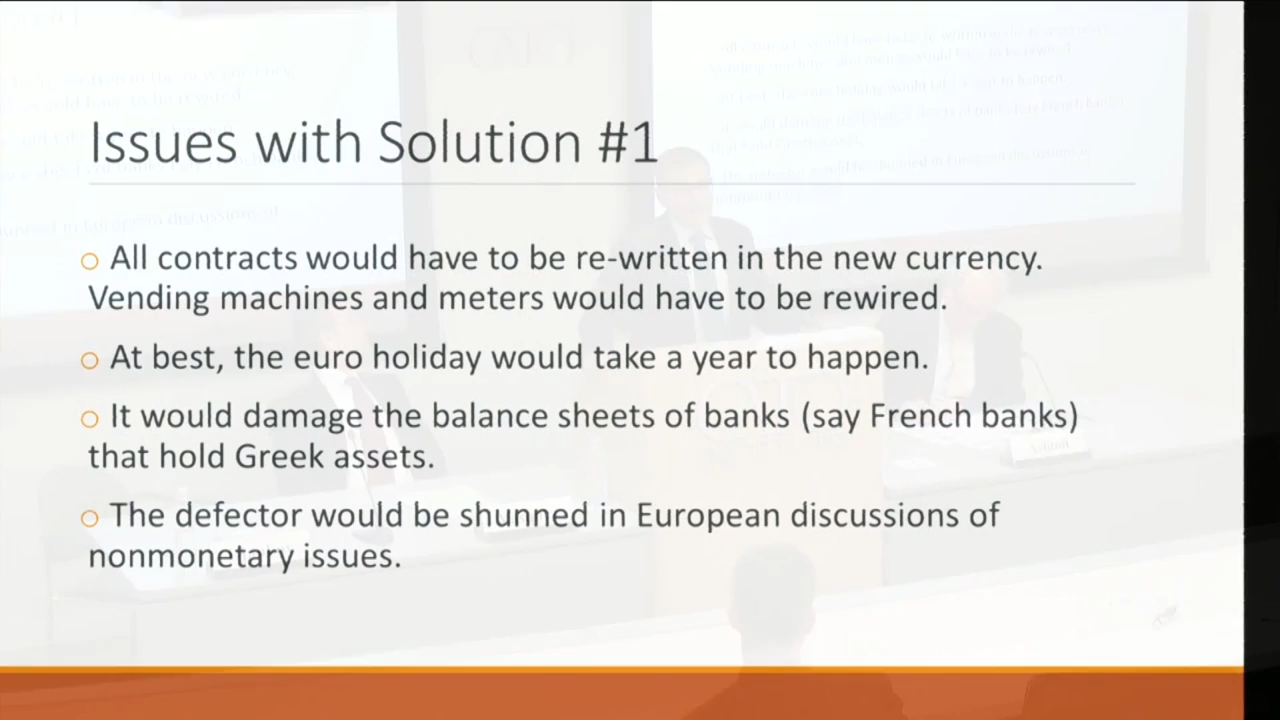 Issues with Solution #1
o All contracts would have to be re-written in the new currency.
Vending machines and meters would have to be rewired.
o At best, the euro holiday would take a year to happen.
o It would damage the balance sheets of banks (say French banks)
that hold Greek assets.
o The defector would be shunned in European discussions of
nonmonetary issues.